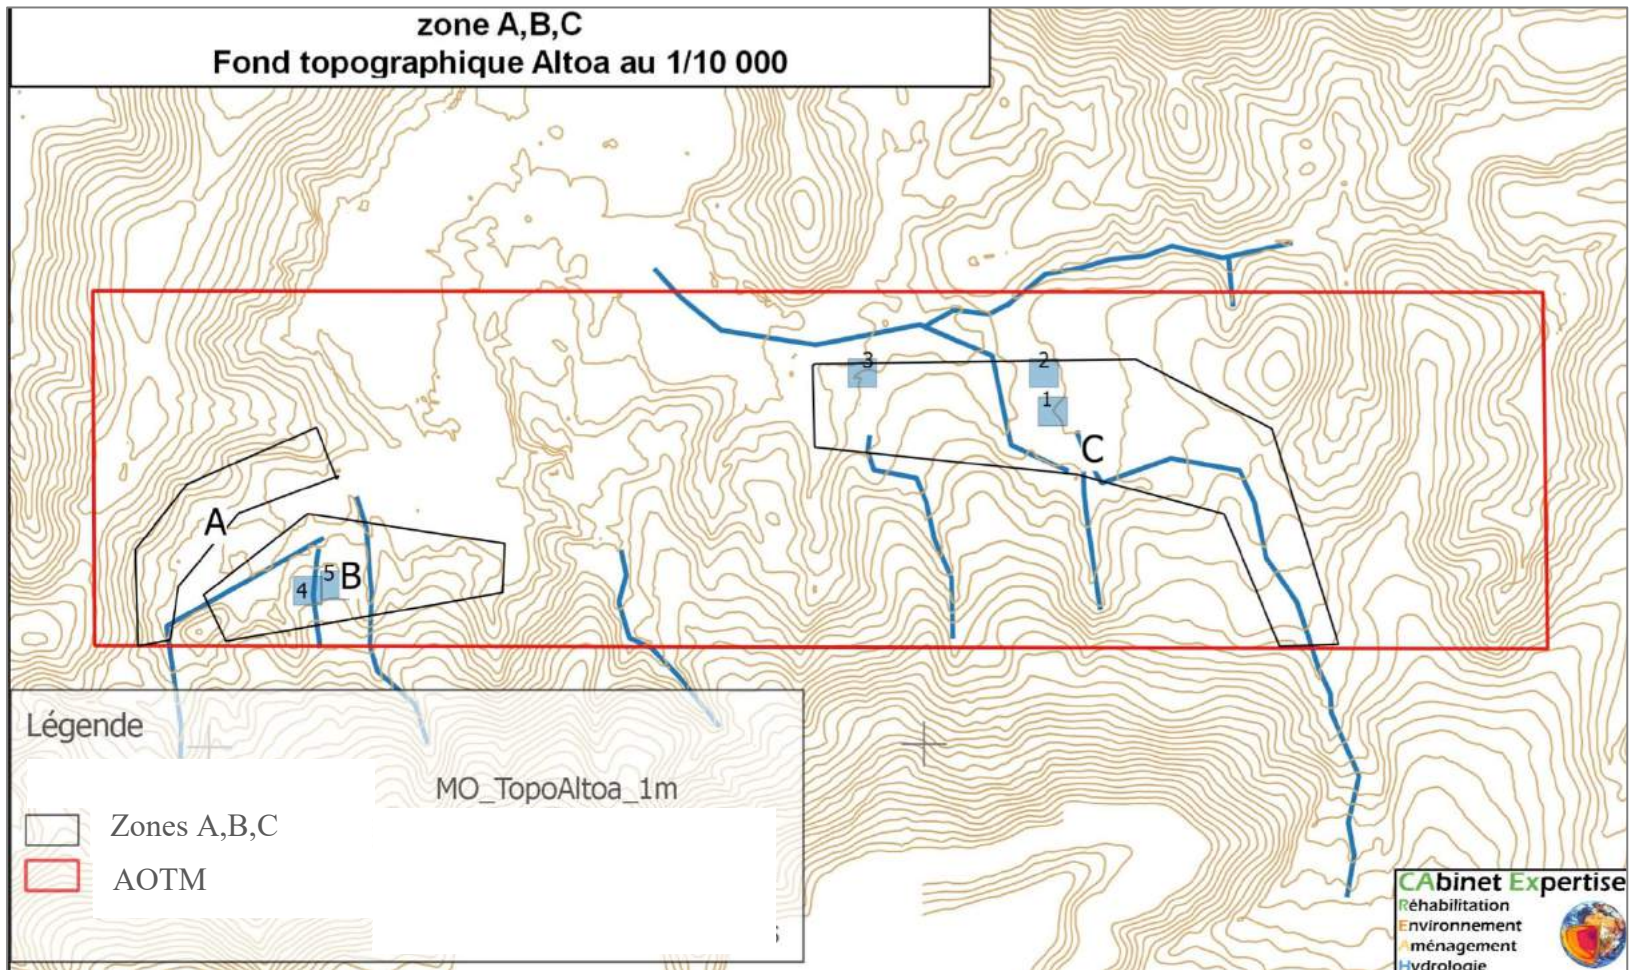 zone A,B,C
Fond topographique Altoa au 1/10 000
3
2
1
C
A
5
B
4
Légende
MO_TopoAltoa_1m
Zones A,B,C
AOTM
CAbinet Expertise
Réhabilitation
Environnement
Aménagement
Hydrologie